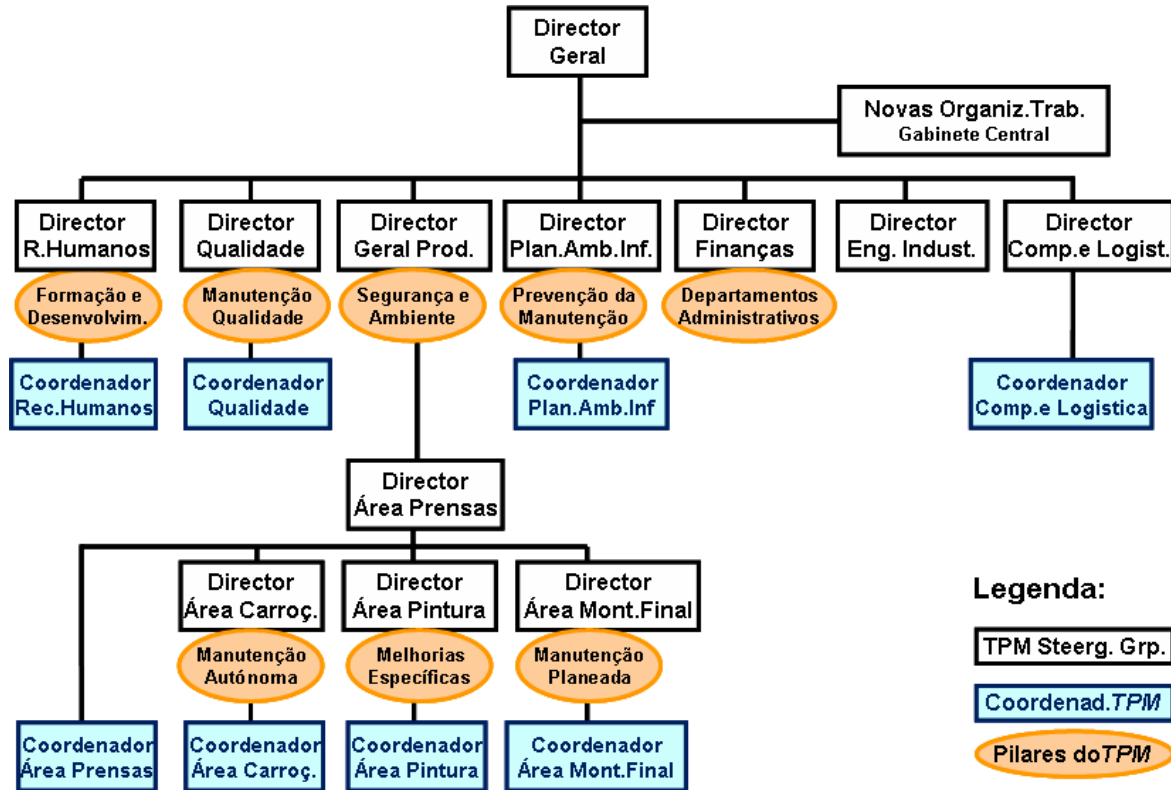 Director
Geral
Novas Organiz.Trab.
Gabinete Central
Director
R.Humanos
Director
Qualidade
Director
Geral Prod.
Director
Plan.Amb.Inf.
Director
Finanças
Director
Eng. Indust.
Director
Comp.e Logist.
Formação e
Desenvolvim.
Manutenção
Qualidade
Segurança e
Ambiente
Prevenção da
Manutenção
Departamentos
Administrativos
Coordenador
Rec.Humanos
Coordenador
Qualidade
Coordenador
Plan.Amb.Inf
Coordenador
Comp.e Logistica
Director
Área Prensas
Director
Área Carroç.
Director
Área Pintura
Director
Área Mont.Final
Manutenção
Autónoma
Melhorias
Específicas
Manutenção
Planeada
Coordenador
Área Prensas
Coordenador
Área Carroç.
Coordenador
Área Pintura
Coordenador
Área Mont.Final
Legenda:
TPM Steerg. Grp.
Coordenad.TPM
Pilares doTPM